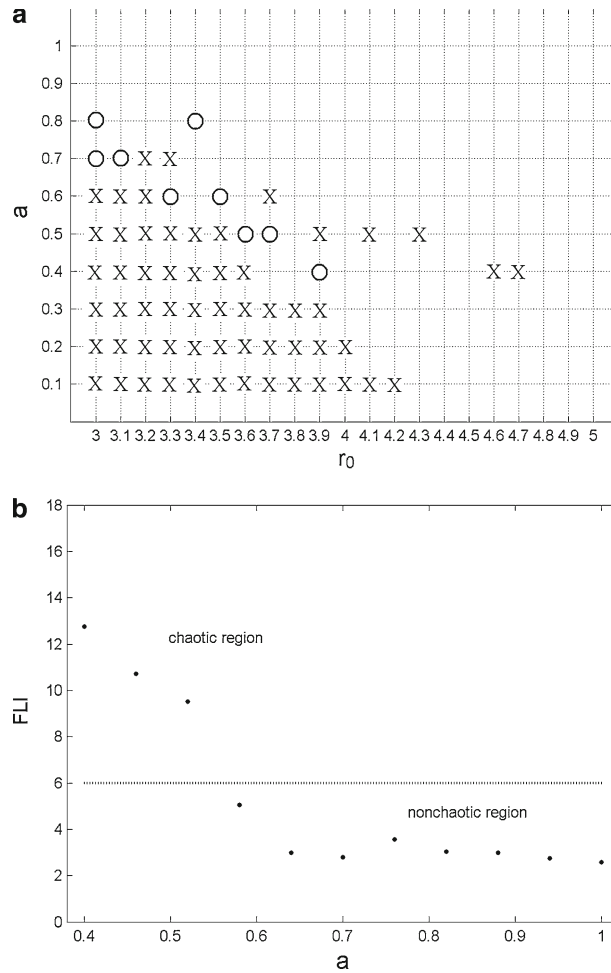 a
1
0.9
0.8 O O
0.7 O O X X
0.6 X X X O O X
0.5 X X X X X X O O X X X
0.4 X X X X X X X O X X
0.3 X X X X X X X X X X
0.2 X X X X X X X X X X X
0.1 X X X X X X X X X X X X X
a
3 3.1 3.2 3.3 3.4 3.5 3.6 3.7 3.8 3.9 4 4.1 4.2 4.3 4.4 4.5 4.6 4.7 4.8 4.9 5
r0
b
18
16
14
12
10
8
6
4
2
0
FLI
chaotic region
nonchaotic region
0.4 0.5 0.6 0.7 0.8 0.9 1
a